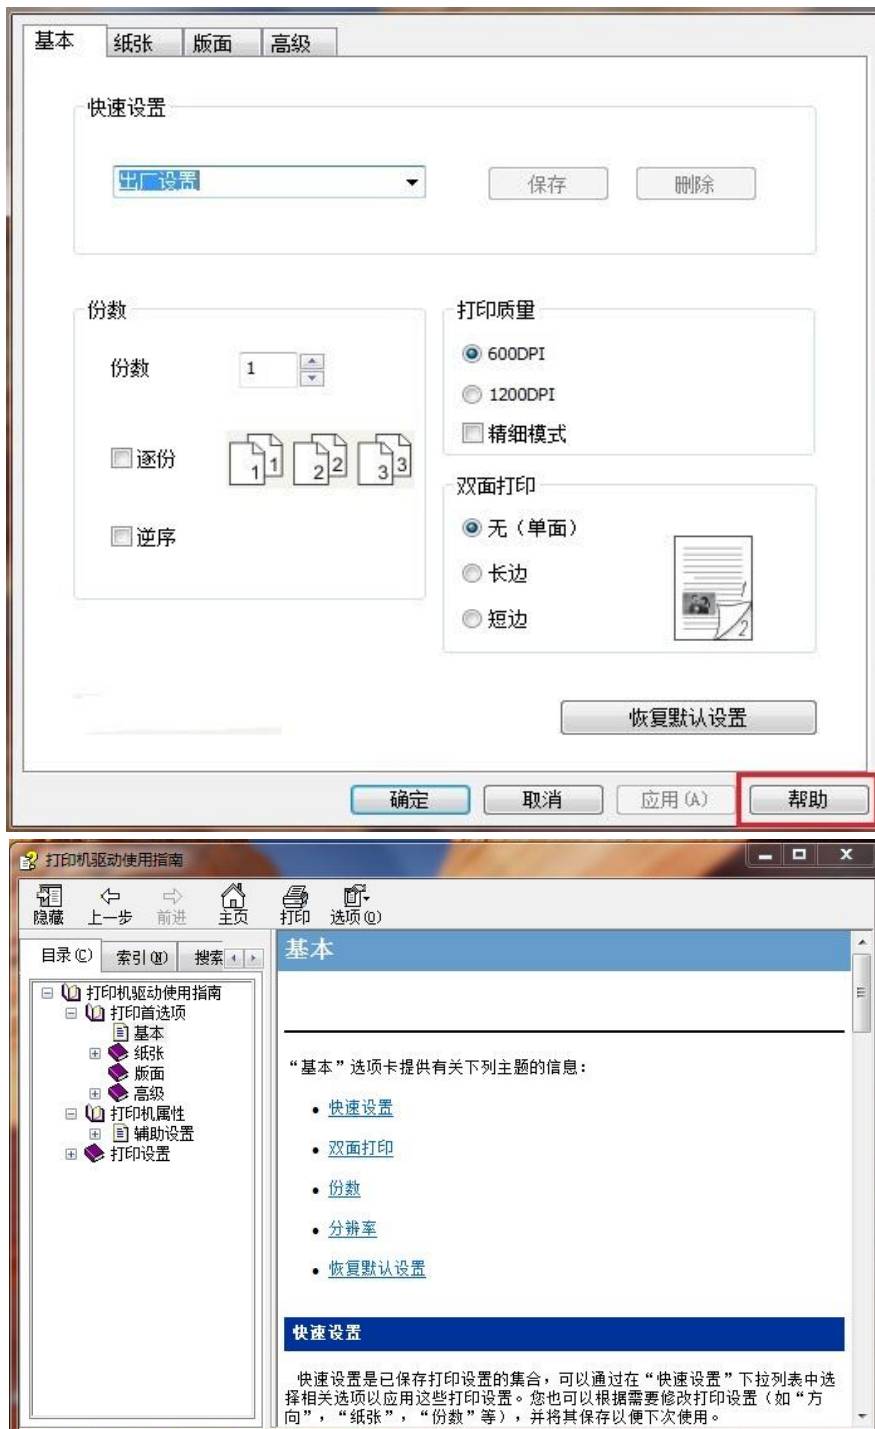 基本 纸张 版面 高级
快速设置
出厂设置 保存 删除
份数 打印质量
600DPI
份数 1
1200DPI
精细模式
逐份 1 1 2 2 3 3
双面打印
无（单面）
逆序
长边
短边
1
2
恢复默认设置
确定 取消 应用(A) 帮助
打印机驱动使用指南
隐藏 上一步 前进 主页 打印 选项(O)
目录(C) 索引(N) 搜索
基本
打印机驱动使用指南
打印首选项
基本
纸张
版面
高级
打印机属性
辅助设置
打印设置
“基本”选项卡提供有关下列主题的信息：
• 快速设置
• 双面打印
• 份数
• 分辨率
• 恢复默认设置
快速设置
快速设置是已保存打印设置的集合，可以通过在“快速设置”下拉列表中选
择相关选项以应用这些打印设置。您也可以根据需要修改打印设置（如“方
向”，“纸张”，“份数”等），并将其保存以便下次使用。